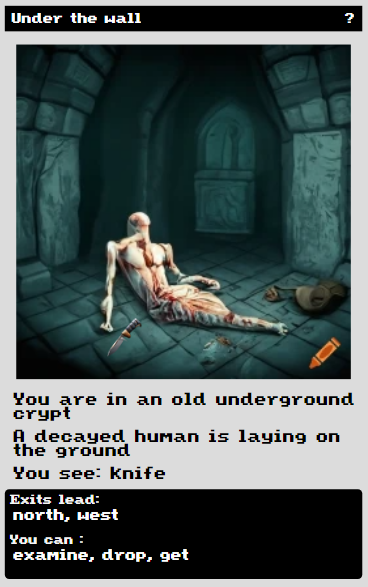 Under the wall ?
You are in an old underground
crypt
A decayed human is laying on
the ground
You see: Knife
Exits lead:
north, west
You can :
examine, drop, get